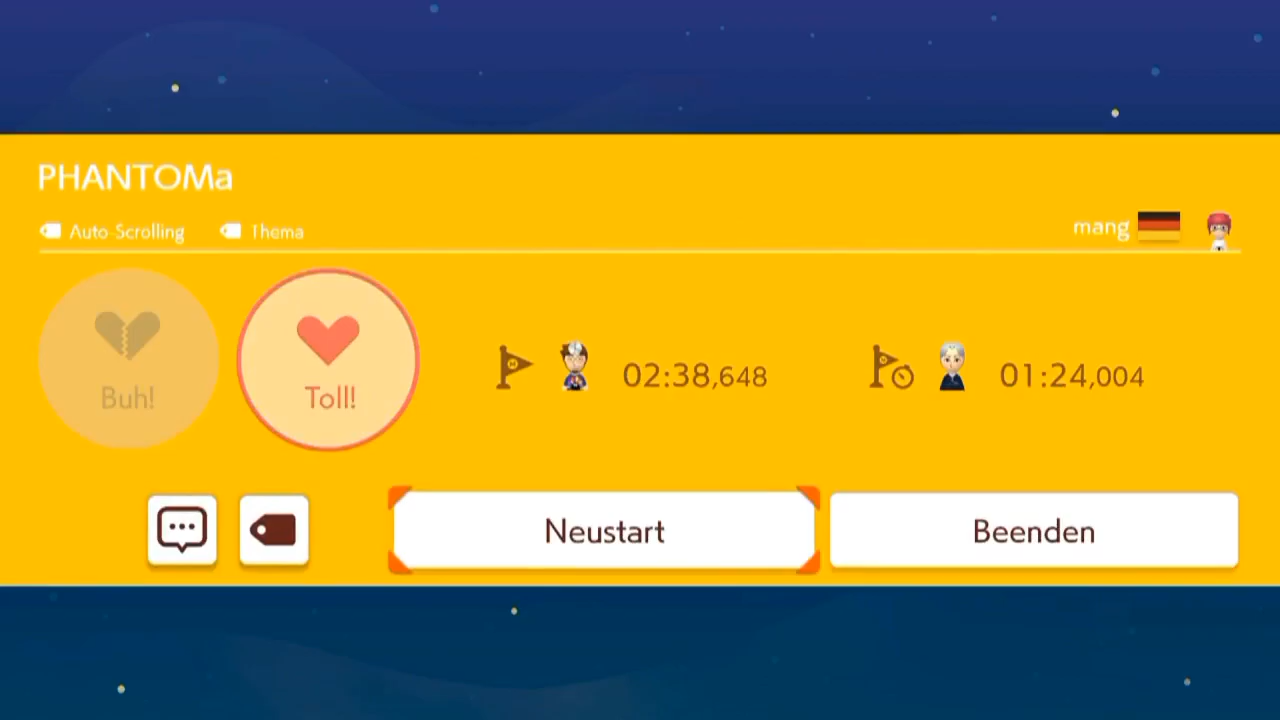 PHANTOMa
Auto-Scrolling Thema
mang
Buh! Toll!
02:38,648 01:24,004
Neustart Beenden